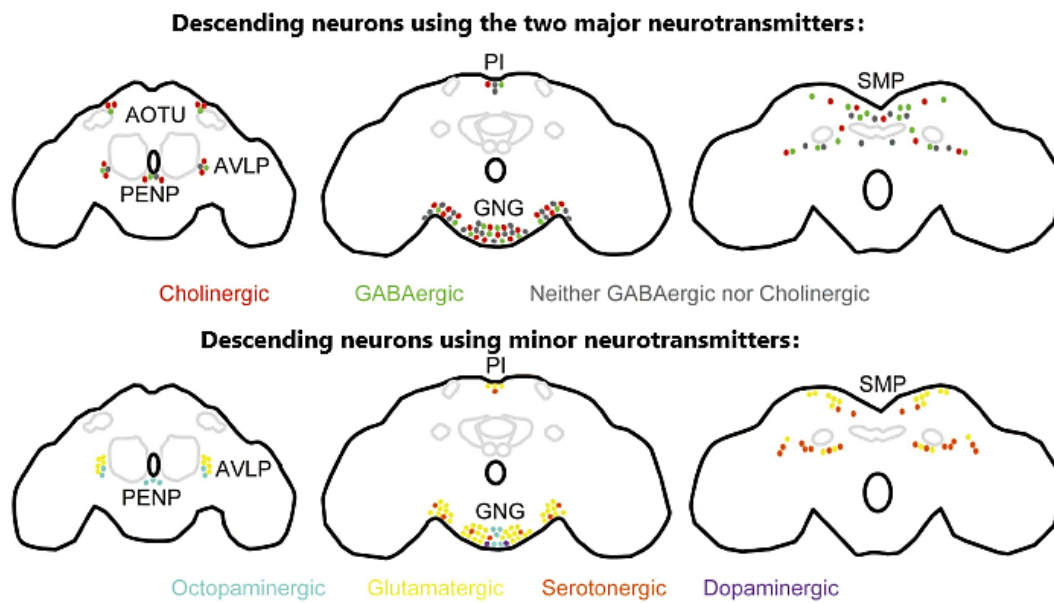 Descending neurons using the two major neurotransmitters:
PI
SMP
AOTU
AVLP
PENP
GNG
Cholinergic GABAergic Neither GABAergic nor Cholinergic
Descending neurons using minor neurotransmitters:
PI
SMP
AVLP
PENP
GNG
Octopaminergic Glutamatergic Serotonergic Dopaminergic